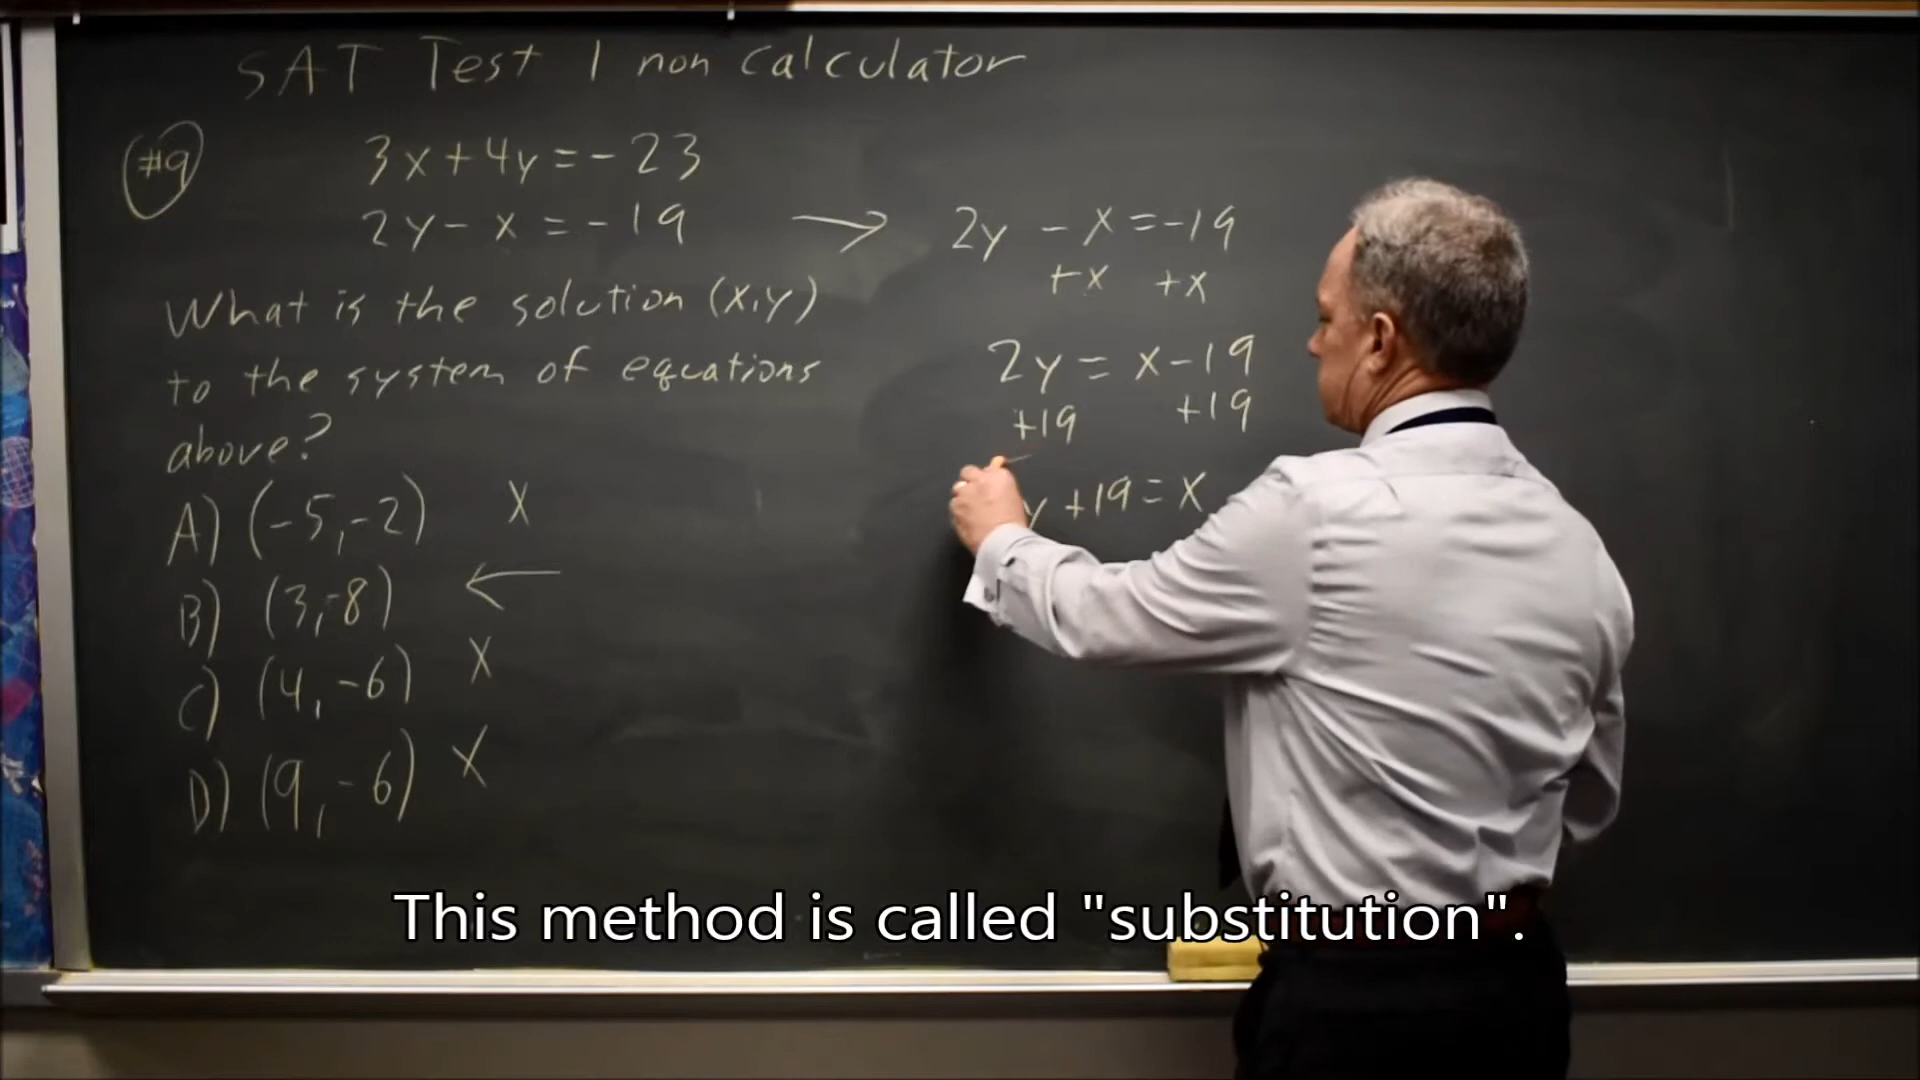 SAT Test 1 non calculator
#9
3x+4y=-23
2y-x=-19
What is the solution (x,y)
to the system of equations
above?
A) (-5,-2) X
B) (3,-8) ←
C) (4,-6) X
D) (9,-6) X
→ 2y -x=-19
+x +x
2y = x-19
+19 +19
y +19=x
This method is called "substitution".